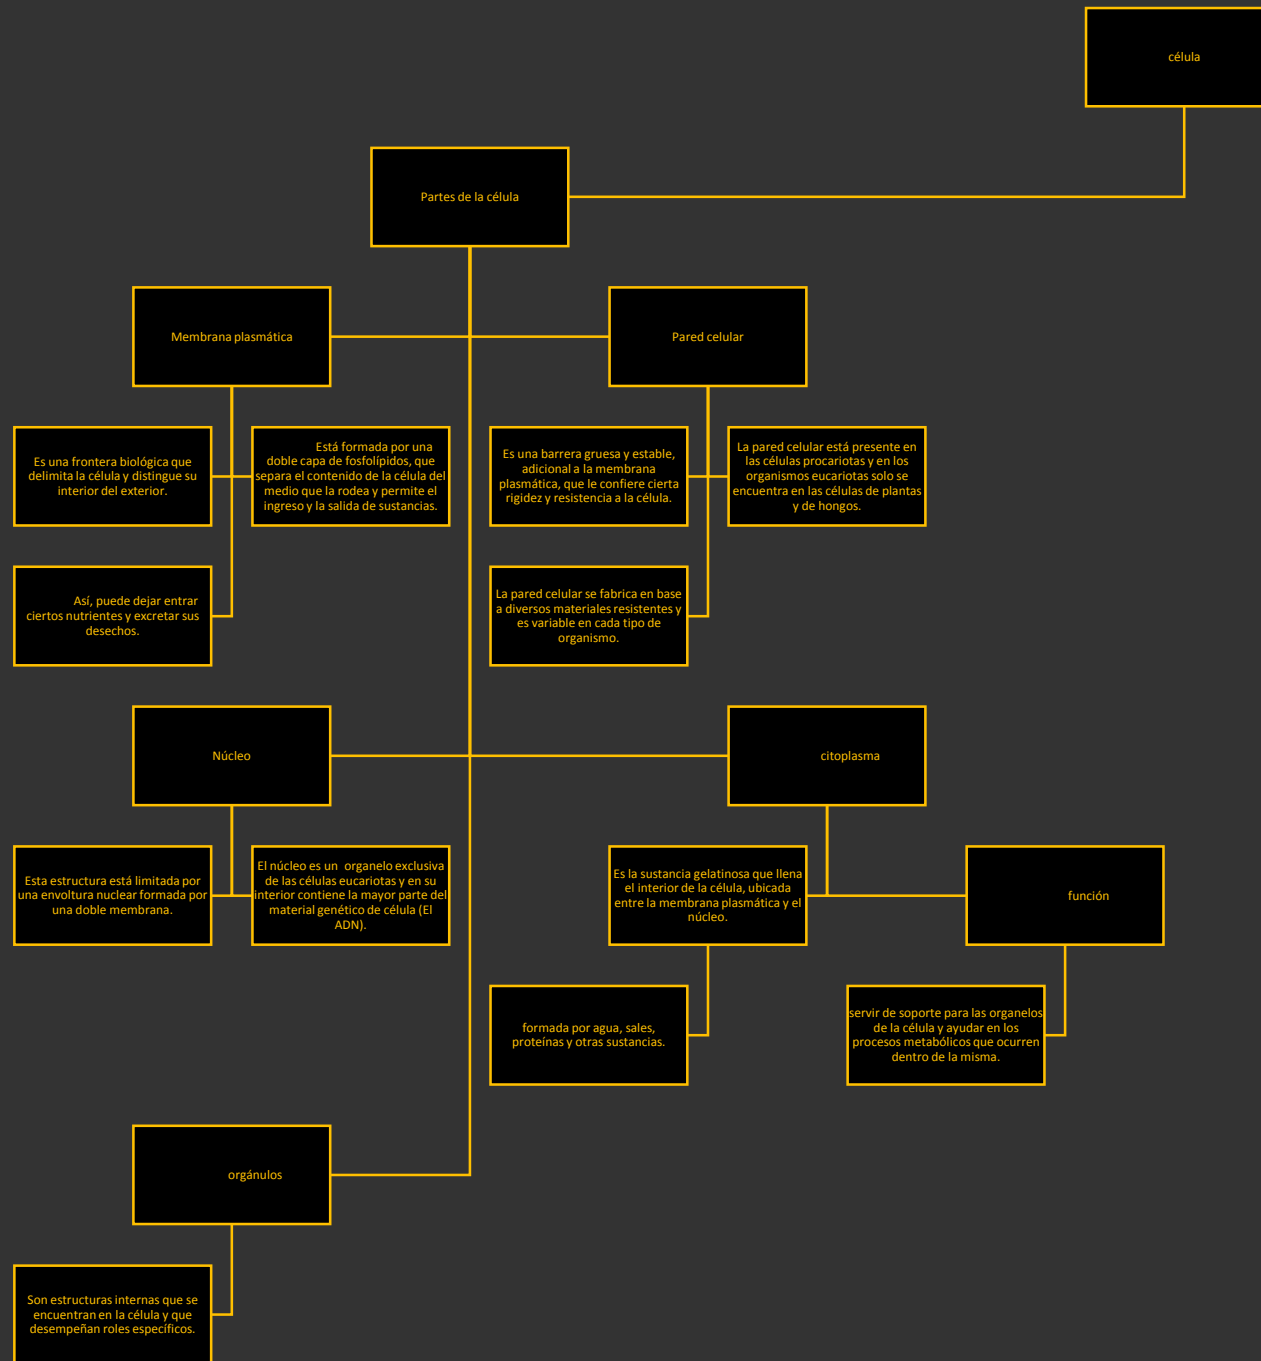 célula
Partes de la célula
Membrana plasmática
Pared celular
Es una frontera biológica que
delimita la célula y distingue su
interior del exterior.
Está formada por una
doble capa de fosfolípidos, que
separa el contenido de la célula del
medio que la rodea y permite el
ingreso y la salida de sustancias.
Es una barrera gruesa y estable,
adicional a la membrana
plasmática, que le confiere cierta
rigidez y resistencia a la célula.
La pared celular está presente en
las células procariotas y en los
organismos eucariotas solo se
encuentra en las células de plantas
y de hongos.
Así, puede dejar entrar
ciertos nutrientes y excretar sus
desechos.
La pared celular se fabrica en base
a diversos materiales resistentes y
es variable en cada tipo de
organismo.
Núcleo
citoplasma
Esta estructura está limitada por
una envoltura nuclear formada por
una doble membrana.
El núcleo es un  organelo exclusiva
de las células eucariotas y en su
interior contiene la mayor parte del
material genético de célula (El
ADN).
Es la sustancia gelatinosa que llena
el interior de la célula, ubicada
entre la membrana plasmática y el
núcleo.
función
formada por agua, sales,
proteínas y otras sustancias.
servir de soporte para las organelos
de la célula y ayudar en los
procesos metabólicos que ocurren
dentro de la misma.
orgánulos
Son estructuras internas que se
encuentran en la célula y que
desempeñan roles específicos.